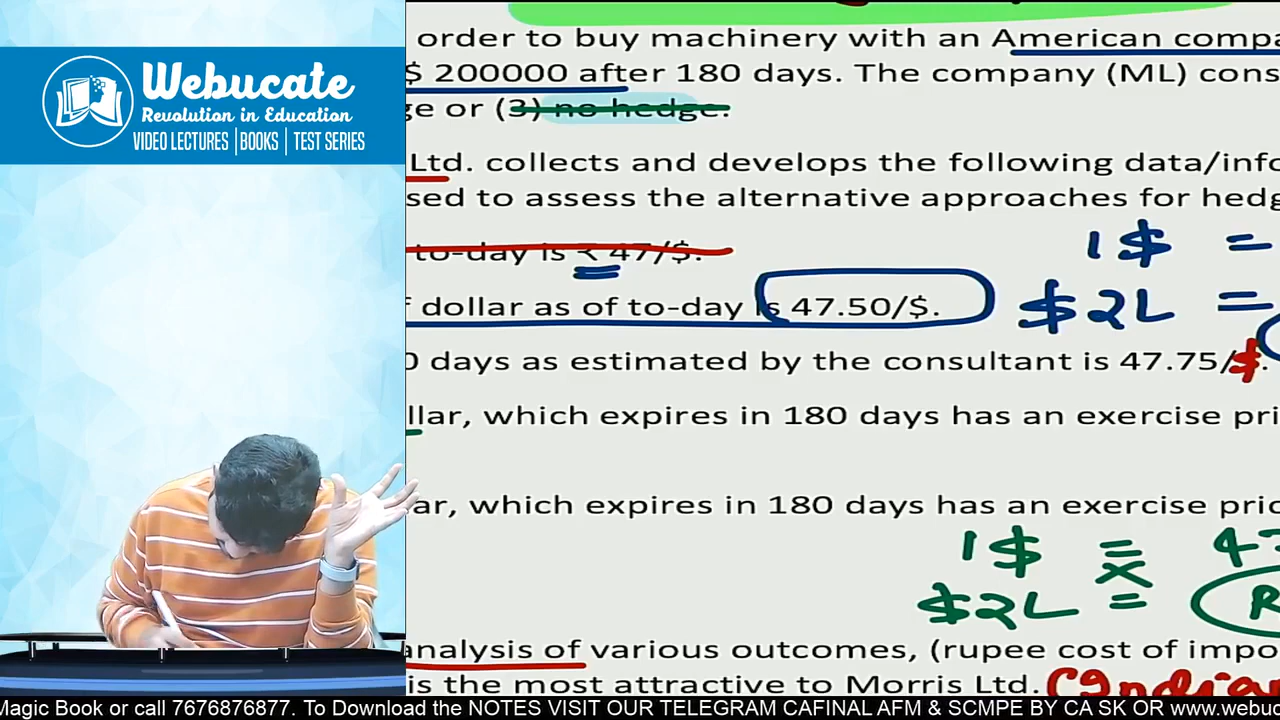 Webucate
Revolution in Education
VIDEO LECTURES | BOOKS | TEST SERIES
order to buy machinery with an American compa
$ 200000 after 180 days. The company (ML) cons
ge or (3) no hedge.
Ltd. collects and develops the following data/info
sed to assess the alternative approaches for hedg
to-day is ₹ 47/$.
1$ =
f dollar as of to-day is 47.50/$.
$2L =
0 days as estimated by the consultant is 47.75/$.
llar, which expires in 180 days has an exercise pri
ar, which expires in 180 days has an exercise pric
1$ = 47
x
$2L = R
analysis of various outcomes, (rupee cost of impo
is the most attractive to Morris Ltd.
Magic Book or call 7676876877. To Download the NOTES VISIT OUR TELEGRAM CAFINAL AFM & SCMPE BY CA SK OR www.webuc